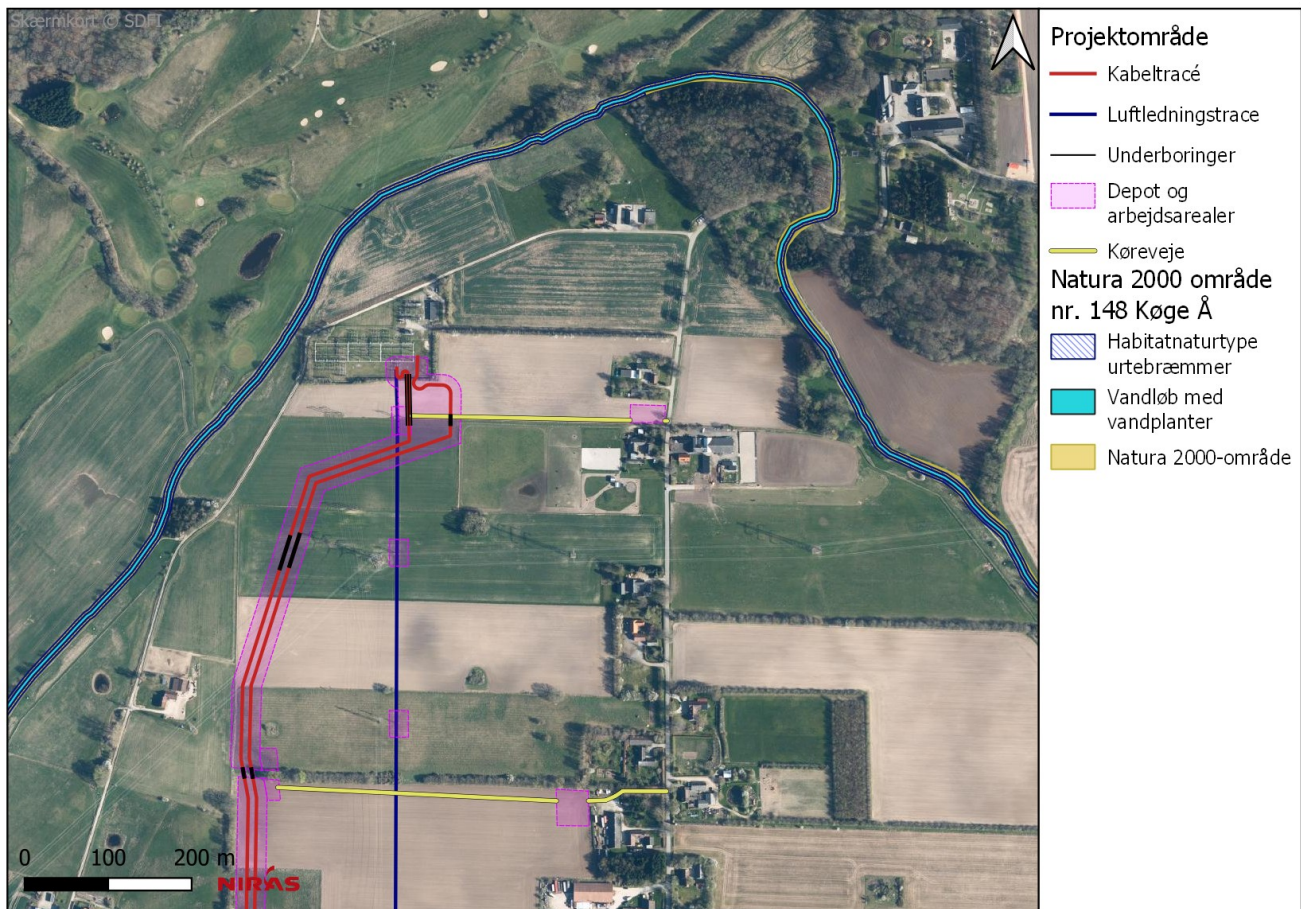 Skærmkort © SDFI
Projektområde
Kabeltracé
Luftledningstrace
Underboringer
Depot og
arbejdsarealer
Køreveje
Natura 2000 område
nr. 148 Køge Å
Habitatnaturtype
urtebræmmer
Vandløb med
vandplanter
Natura 2000-område
0 100 200 m
NIRÁS